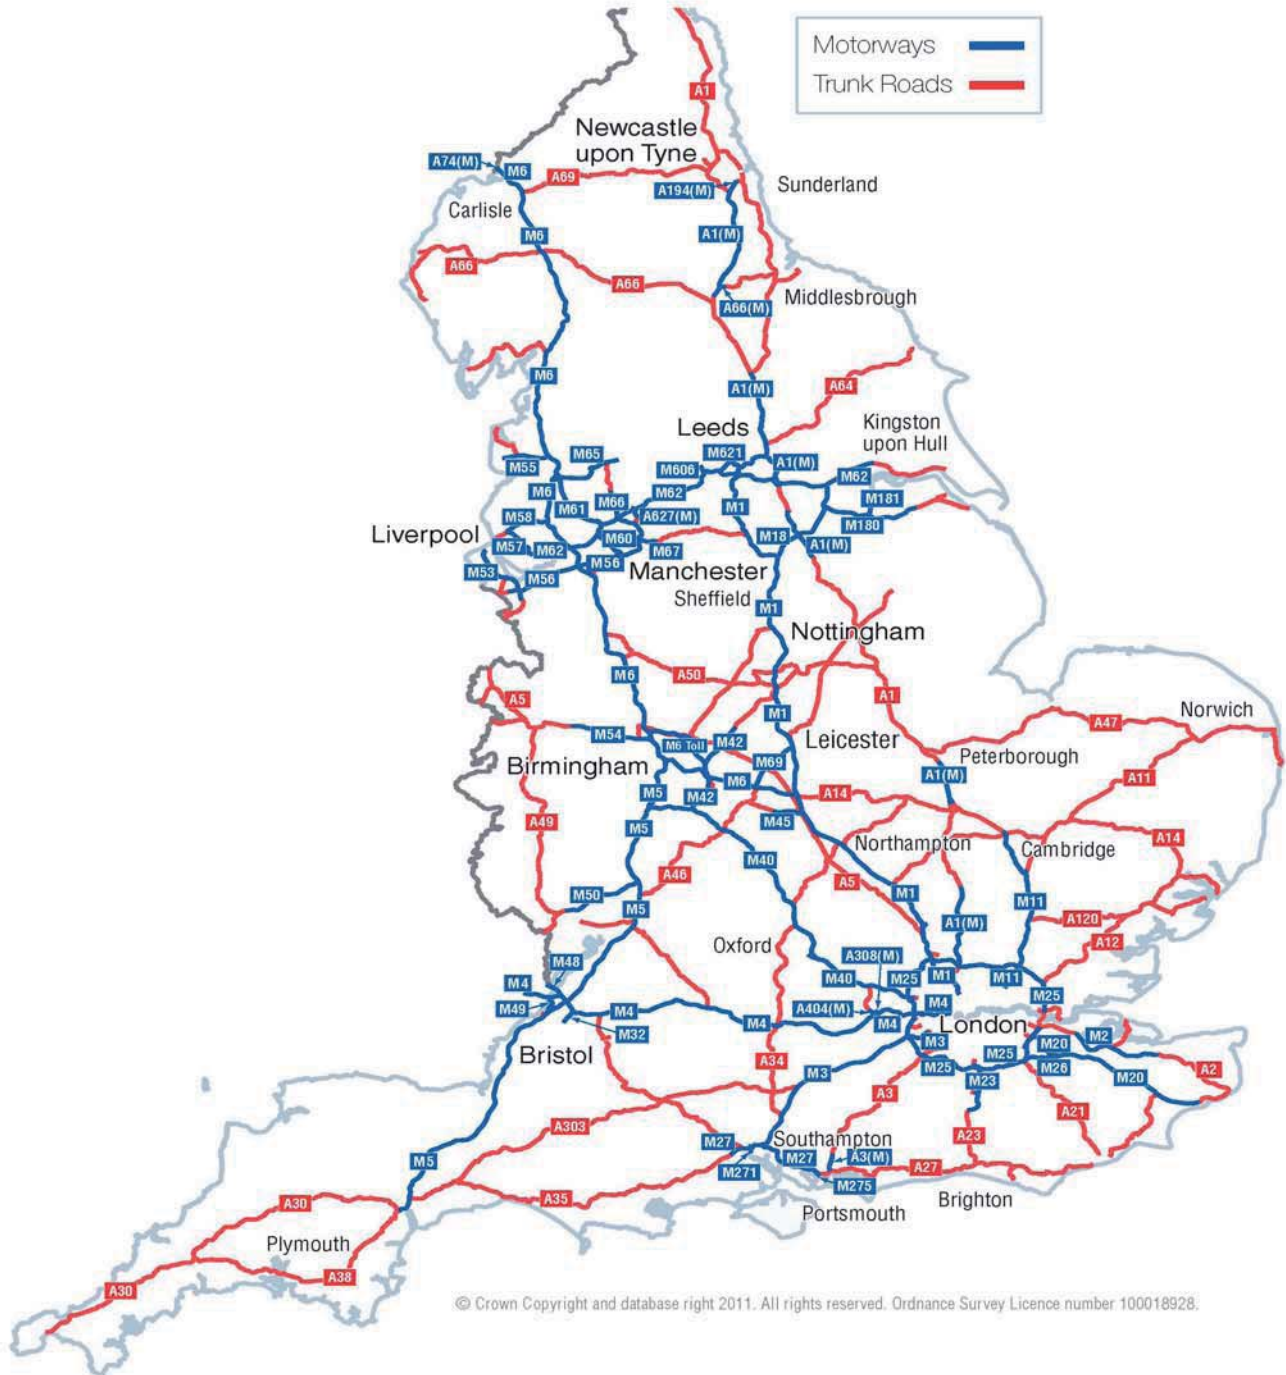 Motorways
Trunk Roads
A1
Newcastle
upon Tyne
A74(M)
M6
A69
A194(M)
Sunderland
Carlisle
M6
A1(M)
A66
A66
Middlesbrough
A66(M)
M6
A1(M)
A64
Leeds
Kingston
upon Hull
M621
M65
A1(M)
M55
M606
M62
M62
M6
M66
M181
M61
M1
M58
A627(M)
M180
Liverpool
M60
M18
A1(M)
M57
M62
M67
M56
M53
M56
Manchester
Sheffield
M1
Nottingham
M6
A50
A5
A1
Norwich
M1
A47
M54
M6 Toll
M42
Leicester
Peterborough
Birmingham
M69
A1(M)
A11
M6
M5
M42
A14
A49
M5
M45
A14
Northampton
Cambridge
M40
A46
A5
M50
M1
M11
M5
A1(M)
A120
Oxford
A12
A308(M)
M48
M4
M40
M25
M1
M11
M25
M49
M4
A404(M)
M4
M4
M4
London
M32
Bristol
M3
M20
M2
M25
A34
M25
M26
A2
M3
M23
M20
A3
A21
A303
A23
Southampton
M27
M5
M27
A3(M)
A27
M271
M275
A30
A35
Brighton
Portsmouth
Plymouth
A38
A30
© Crown Copyright and database right 2011. All rights reserved. Ordnance Survey Licence number 100018928.